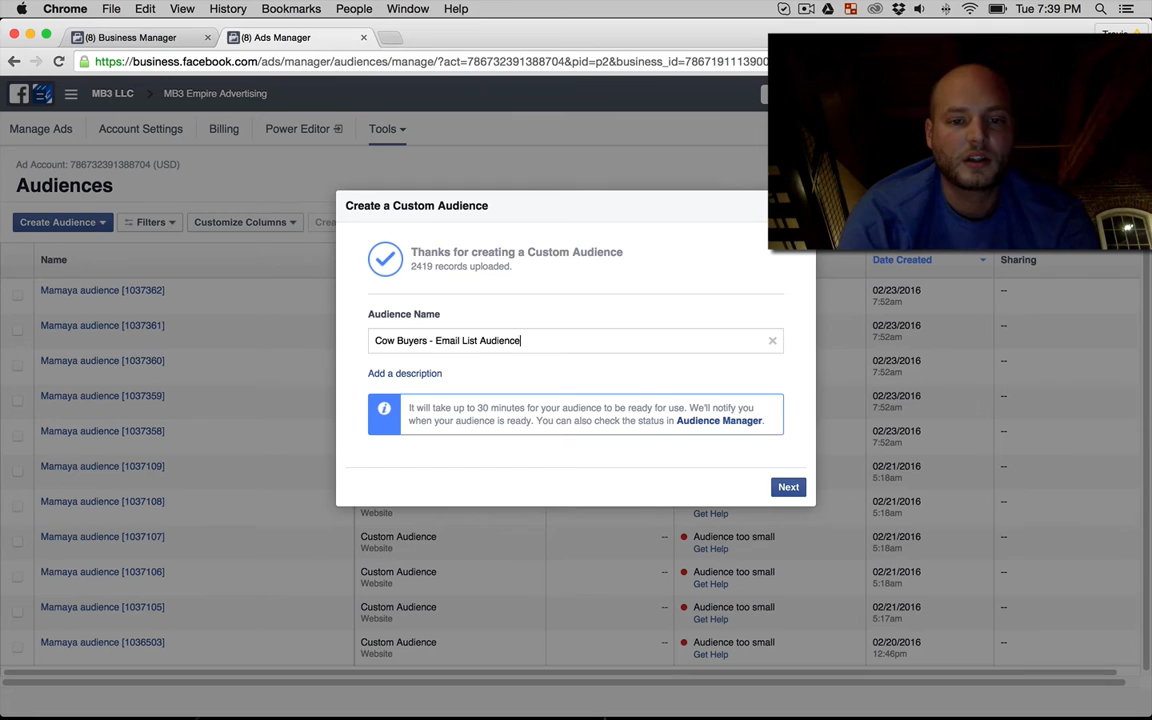 Chrome File Edit View History Bookmarks People Window Help Tue 7:39 PM
(8) Business Manager × (8) Ads Manager ×
https://business.facebook.com/ads/manager/audiences/manage/?act=786732391388704&pid=p2&business_id=7867191113900
MB3 LLC > MB3 Empire Advertising
Manage Ads Account Settings Billing Power Editor Tools
Ad Account: 786732391388704 (USD)
Audiences
Create Audience Filters Customize Columns
Name Date Created Sharing
Mamaya audience [1037362] 02/23/2016 --
7:52am
Mamaya audience [1037361] 02/23/2016 --
7:52am
Mamaya audience [1037360] 02/23/2016 --
7:52am
Mamaya audience [1037359] 02/23/2016 --
7:52am
Mamaya audience [1037358] 02/23/2016 --
7:52am
Mamaya audience [1037109] 02/21/2016 --
5:18am
Mamaya audience [1037108] 02/21/2016 --
Website Get Help 5:18am
Mamaya audience [1037107] Custom Audience -- Audience too small 02/21/2016 --
Website Get Help 5:18am
Mamaya audience [1037106] Custom Audience -- Audience too small 02/21/2016 --
Website Get Help 5:18am
Mamaya audience [1037105] Custom Audience -- Audience too small 02/21/2016 --
Website Get Help 5:17am
Mamaya audience [1036503] Custom Audience -- Audience too small 02/20/2016 --
Website Get Help 12:46pm
Create a Custom Audience
Thanks for creating a Custom Audience
2419 records uploaded.
Audience Name
Cow Buyers - Email List Audience
Add a description
It will take up to 30 minutes for your audience to be ready for use. We'll notify you
when your audience is ready. You can also check the status in Audience Manager.
Next